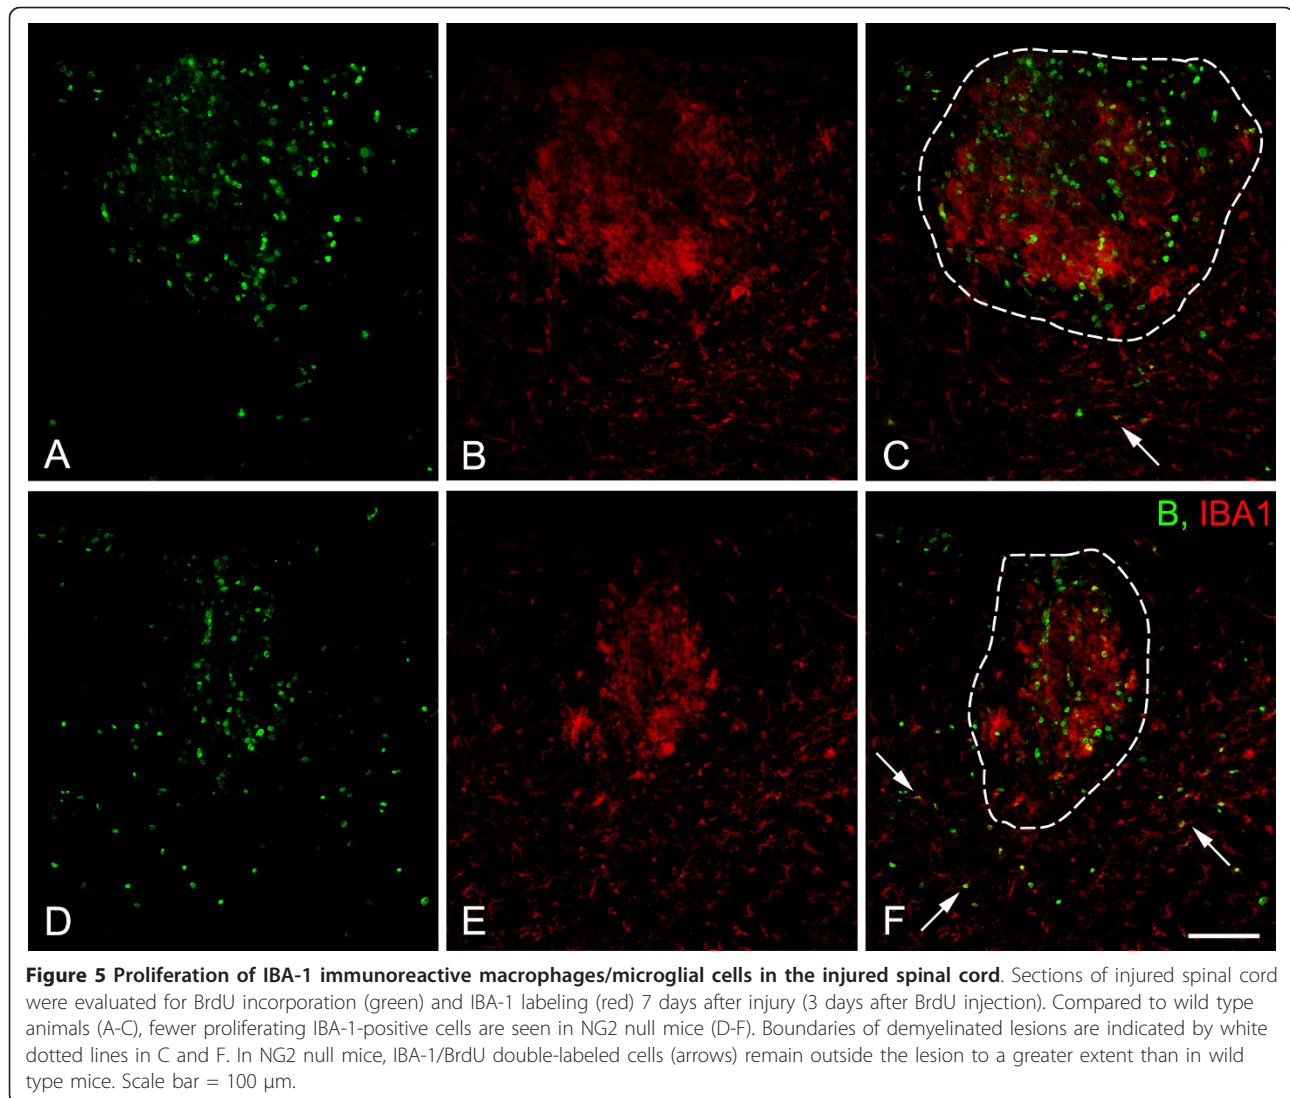 A
B
C
B, IBA1
D
E
F
Figure 5 Proliferation of IBA-1 immunoreactive macrophages/microglial cells in the injured spinal cord. Sections of injured spinal cord
were evaluated for BrdU incorporation (green) and IBA-1 labeling (red) 7 days after injury (3 days after BrdU injection). Compared to wild type
animals (A-C), fewer proliferating IBA-1-positive cells are seen in NG2 null mice (D-F). Boundaries of demyelinated lesions are indicated by white
dotted lines in C and F. In NG2 null mice, IBA-1/BrdU double-labeled cells (arrows) remain outside the lesion to a greater extent than in wild
type mice. Scale bar = 100 μm.